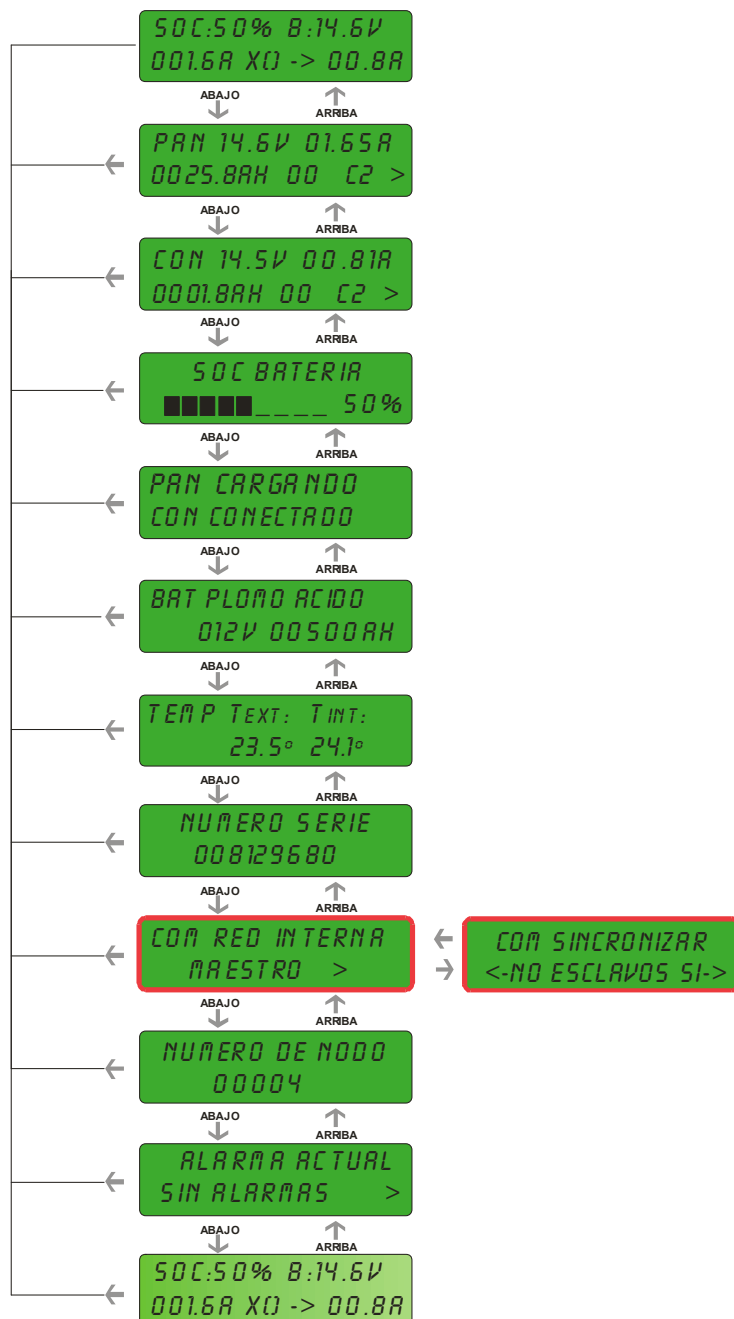 SOC:50% B:14.6V
001.6A X() -> 00.8A
ABAJO ARRIBA
PAN 14.6V 01.65A
0025.8AH 00 C2 >
ABAJO ARRIBA
CON 14.5V 00.81A
0001.8AH 00 C2 >
ABAJO ARRIBA
SOC BATERIA
■■■■■____ 50%
ABAJO ARRIBA
PAN CARGANDO
CON CONECTADO
ABAJO ARRIBA
BAT PLOMO ACIDO
012V 00500AH
ABAJO ARRIBA
TEMP TEXT: TINT:
23.5° 24.1°
ABAJO ARRIBA
NUMERO SERIE
008129680
ABAJO ARRIBA
COM RED INTERNA
MAESTRO >
COM SINCRONIZAR
<-NO ESCLAVOS SI->
ABAJO ARRIBA
NUMERO DE NODO
00004
ABAJO ARRIBA
ALARMA ACTUAL
SIN ALARMAS >
ABAJO ARRIBA
SOC:50% B:14.6V
001.6A X() -> 00.8A